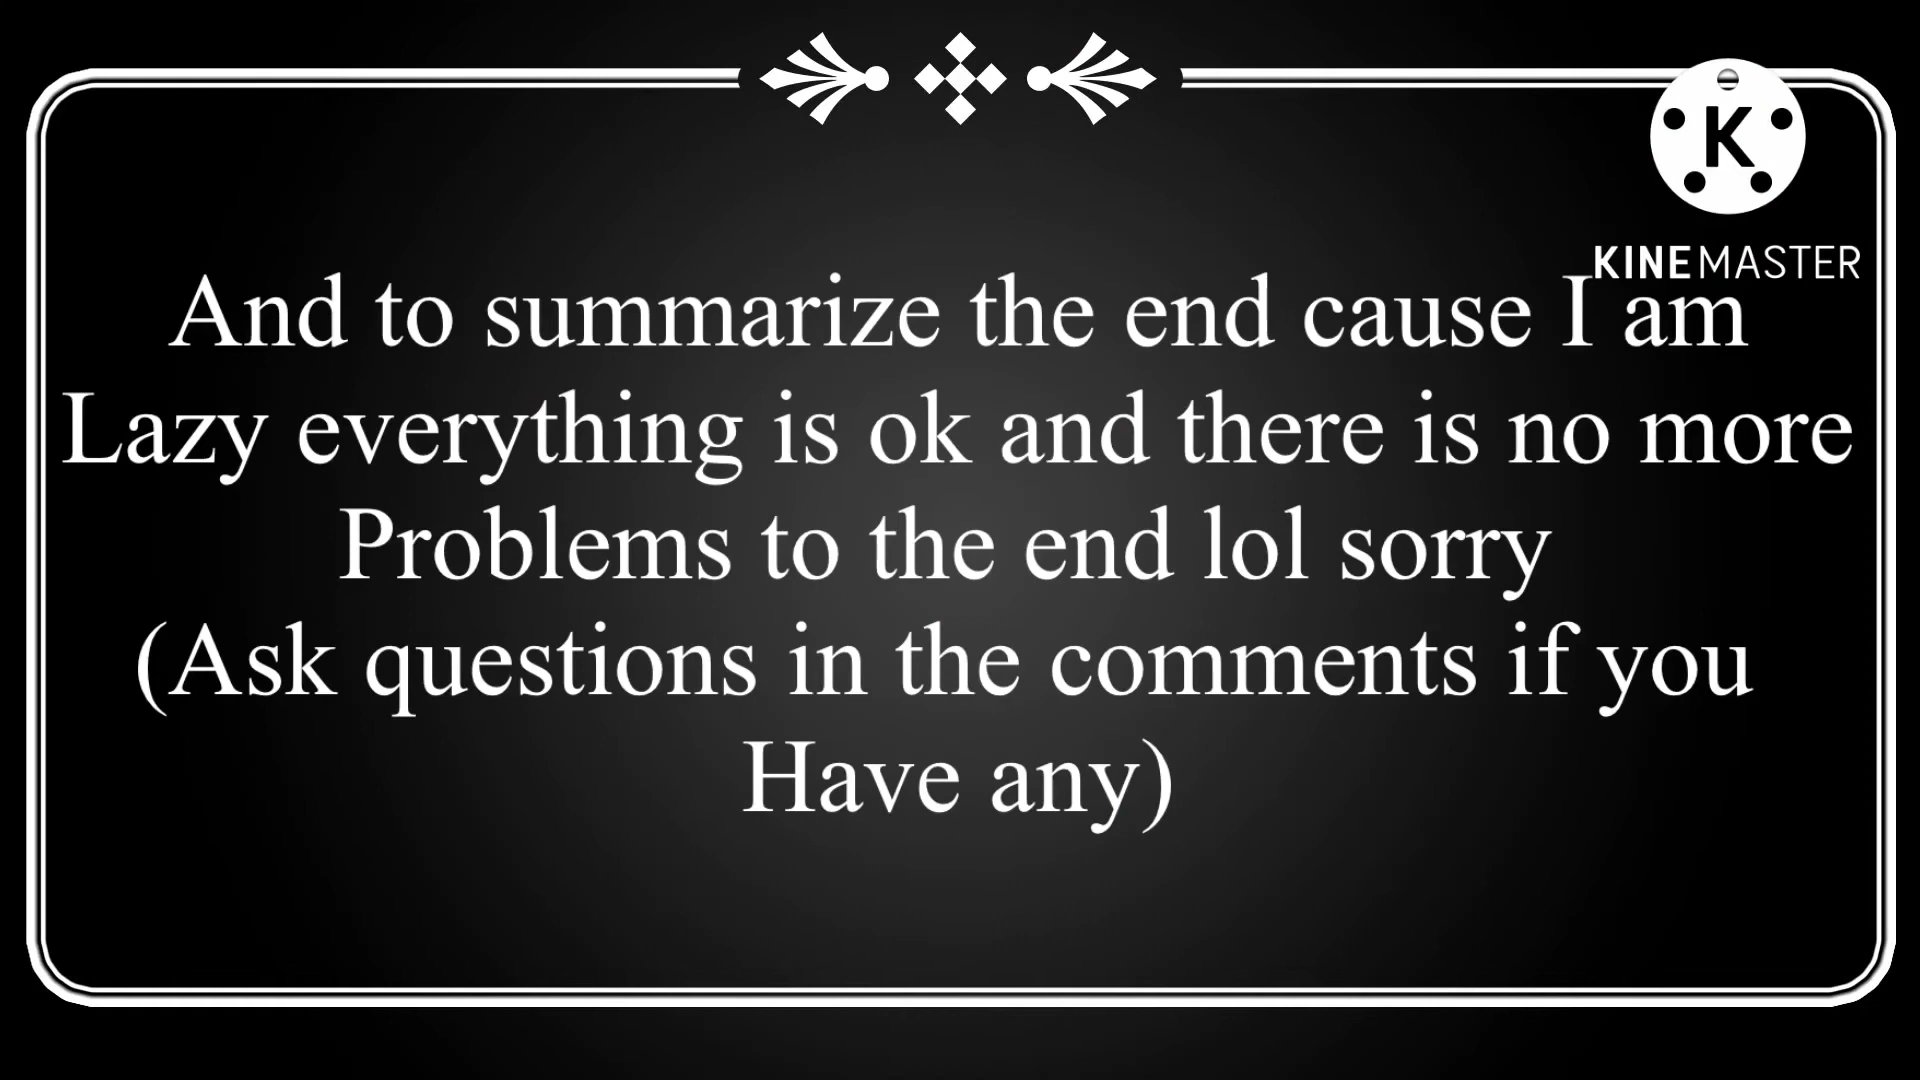 K
KINEMASTER
And to summarize the end cause I am
Lazy everything is ok and there is no more
Problems to the end lol sorry
(Ask questions in the comments if you
Have any)